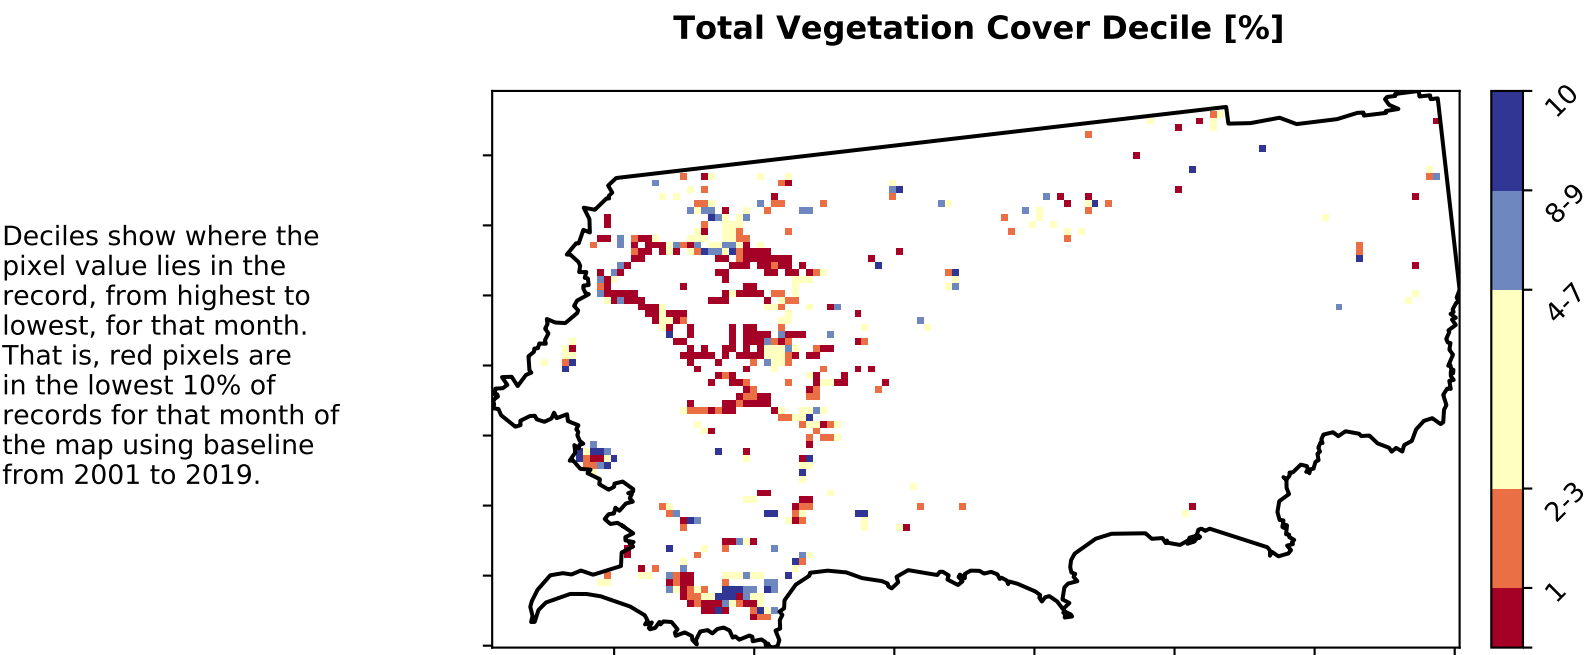 Total Vegetation Cover Decile [%]
Deciles show where the
pixel value lies in the
record, from highest to
lowest, for that month.
That is, red pixels are
in the lowest 10% of
records for that month of
the map using baseline
from 2001 to 2019.
10
8-9
4-7
2-3
1